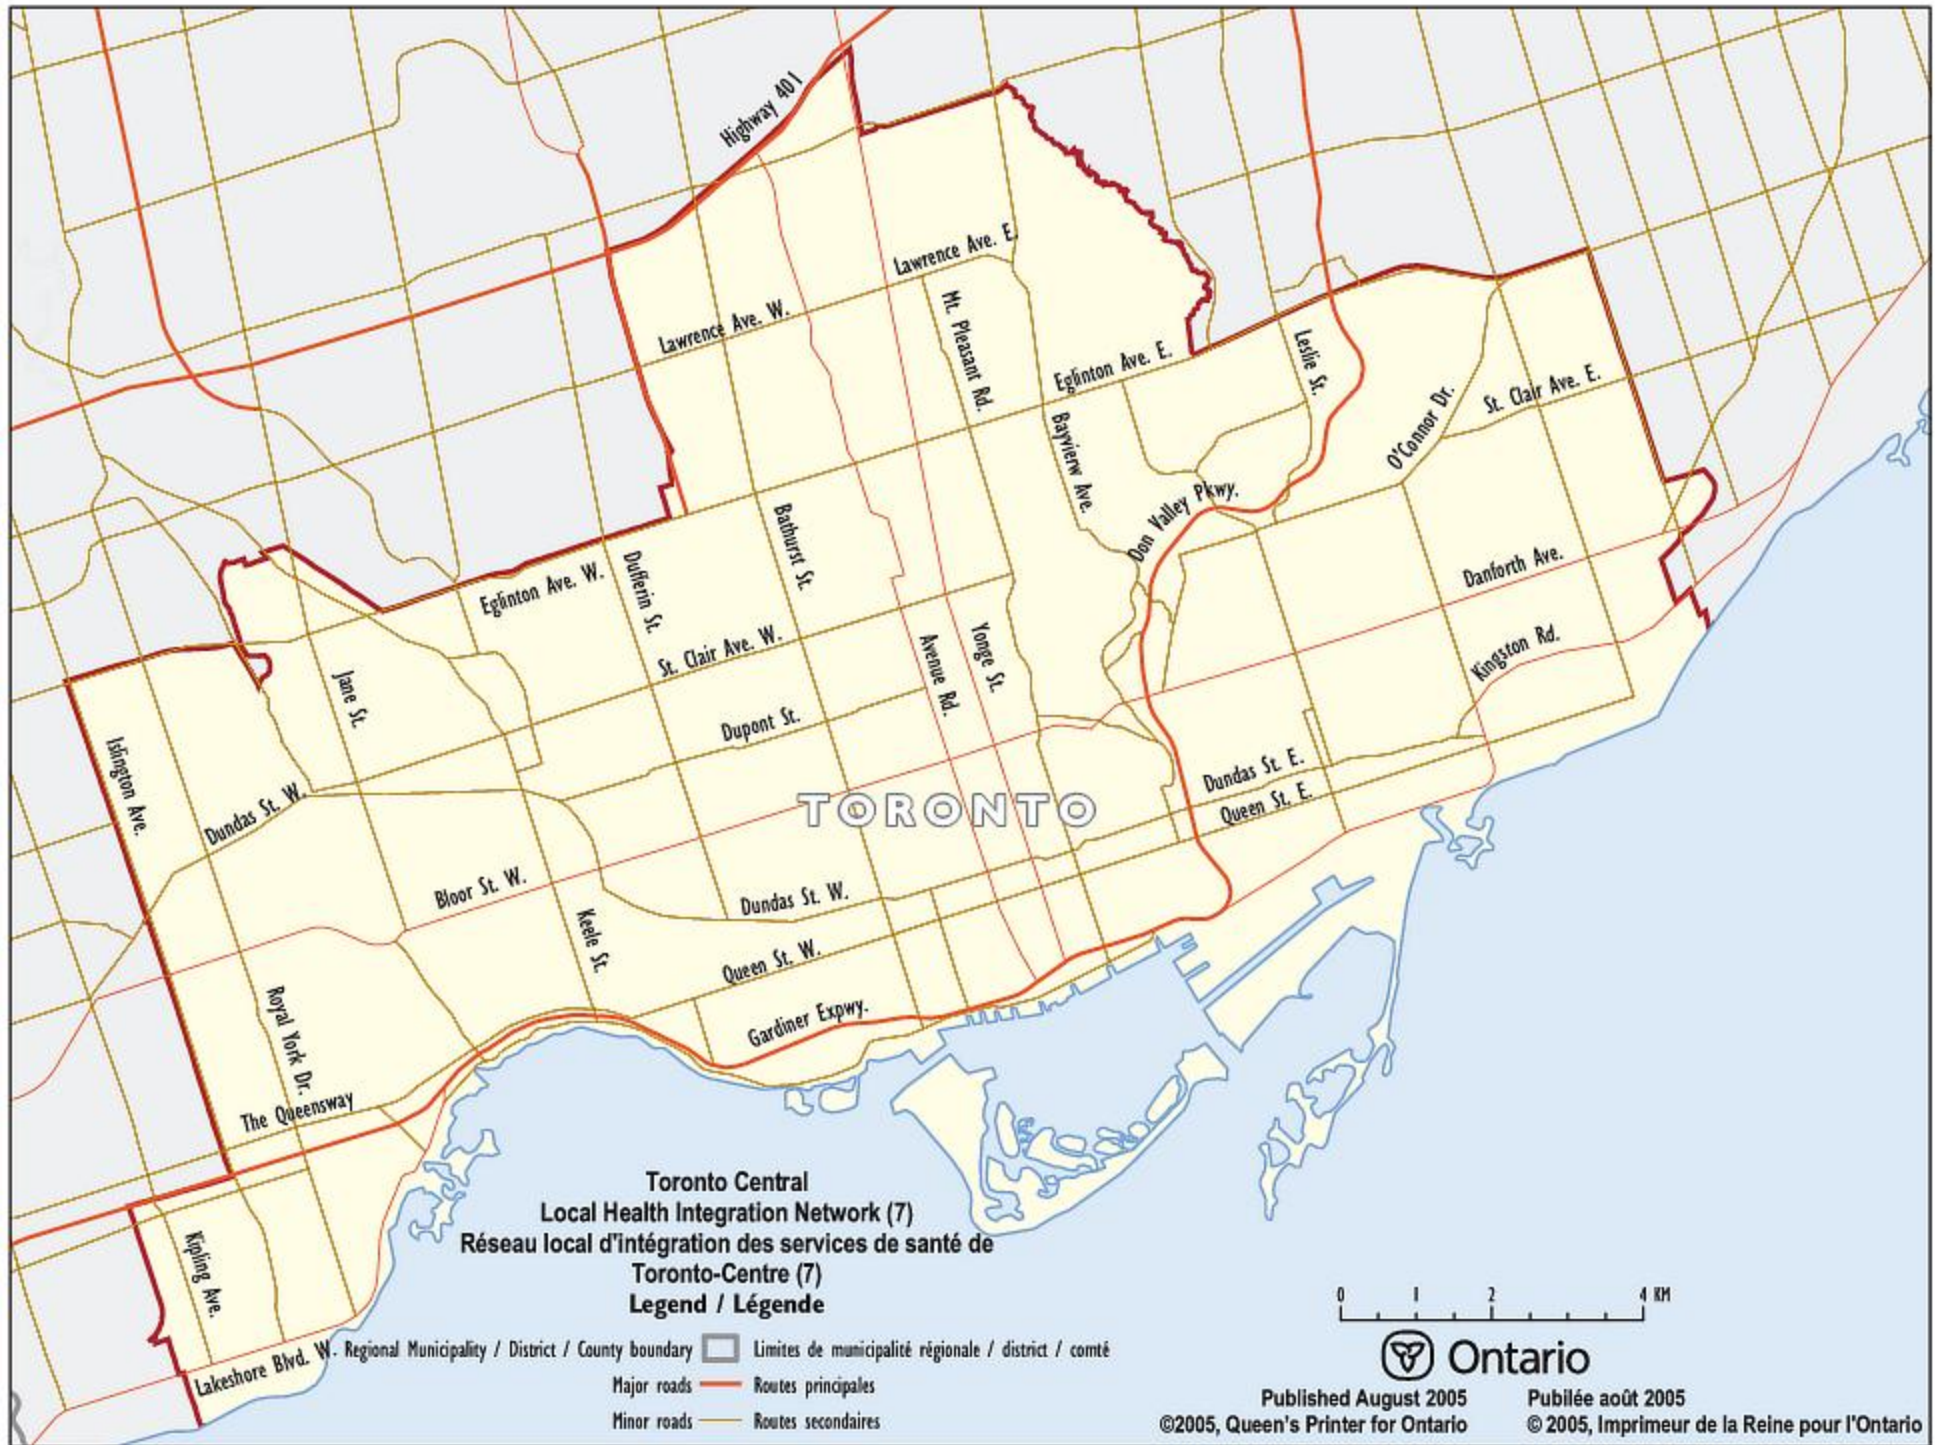 Highway 401
Lawrence Ave. E.
Lawrence Ave. W.
Mt. Pleasant Rd.
Eglinton Ave. E.
Leslie St.
St. Clair Ave. E.
O'Connor Dr.
Bayvierw Ave.
Don Valley Pkwy.
Bathurst St.
Dufferin St.
Eglinton Ave. W.
Danforth Ave.
St. Clair Ave. W.
Yonge St.
Avenue Rd.
Kingston Rd.
Jane St.
Dupont St.
Islington Ave.
Dundas St. W.
Dundas St. E.
Queen St. E.
TORONTO
Bloor St. W.
Dundas St. W.
Keele St.
Queen St. W.
Royal York Dr.
Gardiner Expwy.
The Queensway
Kipling Ave.
Lakeshore Blvd. W.
Toronto Central
Local Health Integration Network (7)
Réseau local d'intégration des services de santé de
Toronto-Centre (7)
Legend / Légende
Regional Municipality / District / County boundary Limites de municipalité régionale / district / comté
Major roads Routes principales
Minor roads Routes secondaires
0 1 2 4 KM
Ontario
Published August 2005 Pubilée août 2005
©2005, Queen's Printer for Ontario © 2005, Imprimeur de la Reine pour l'Ontario